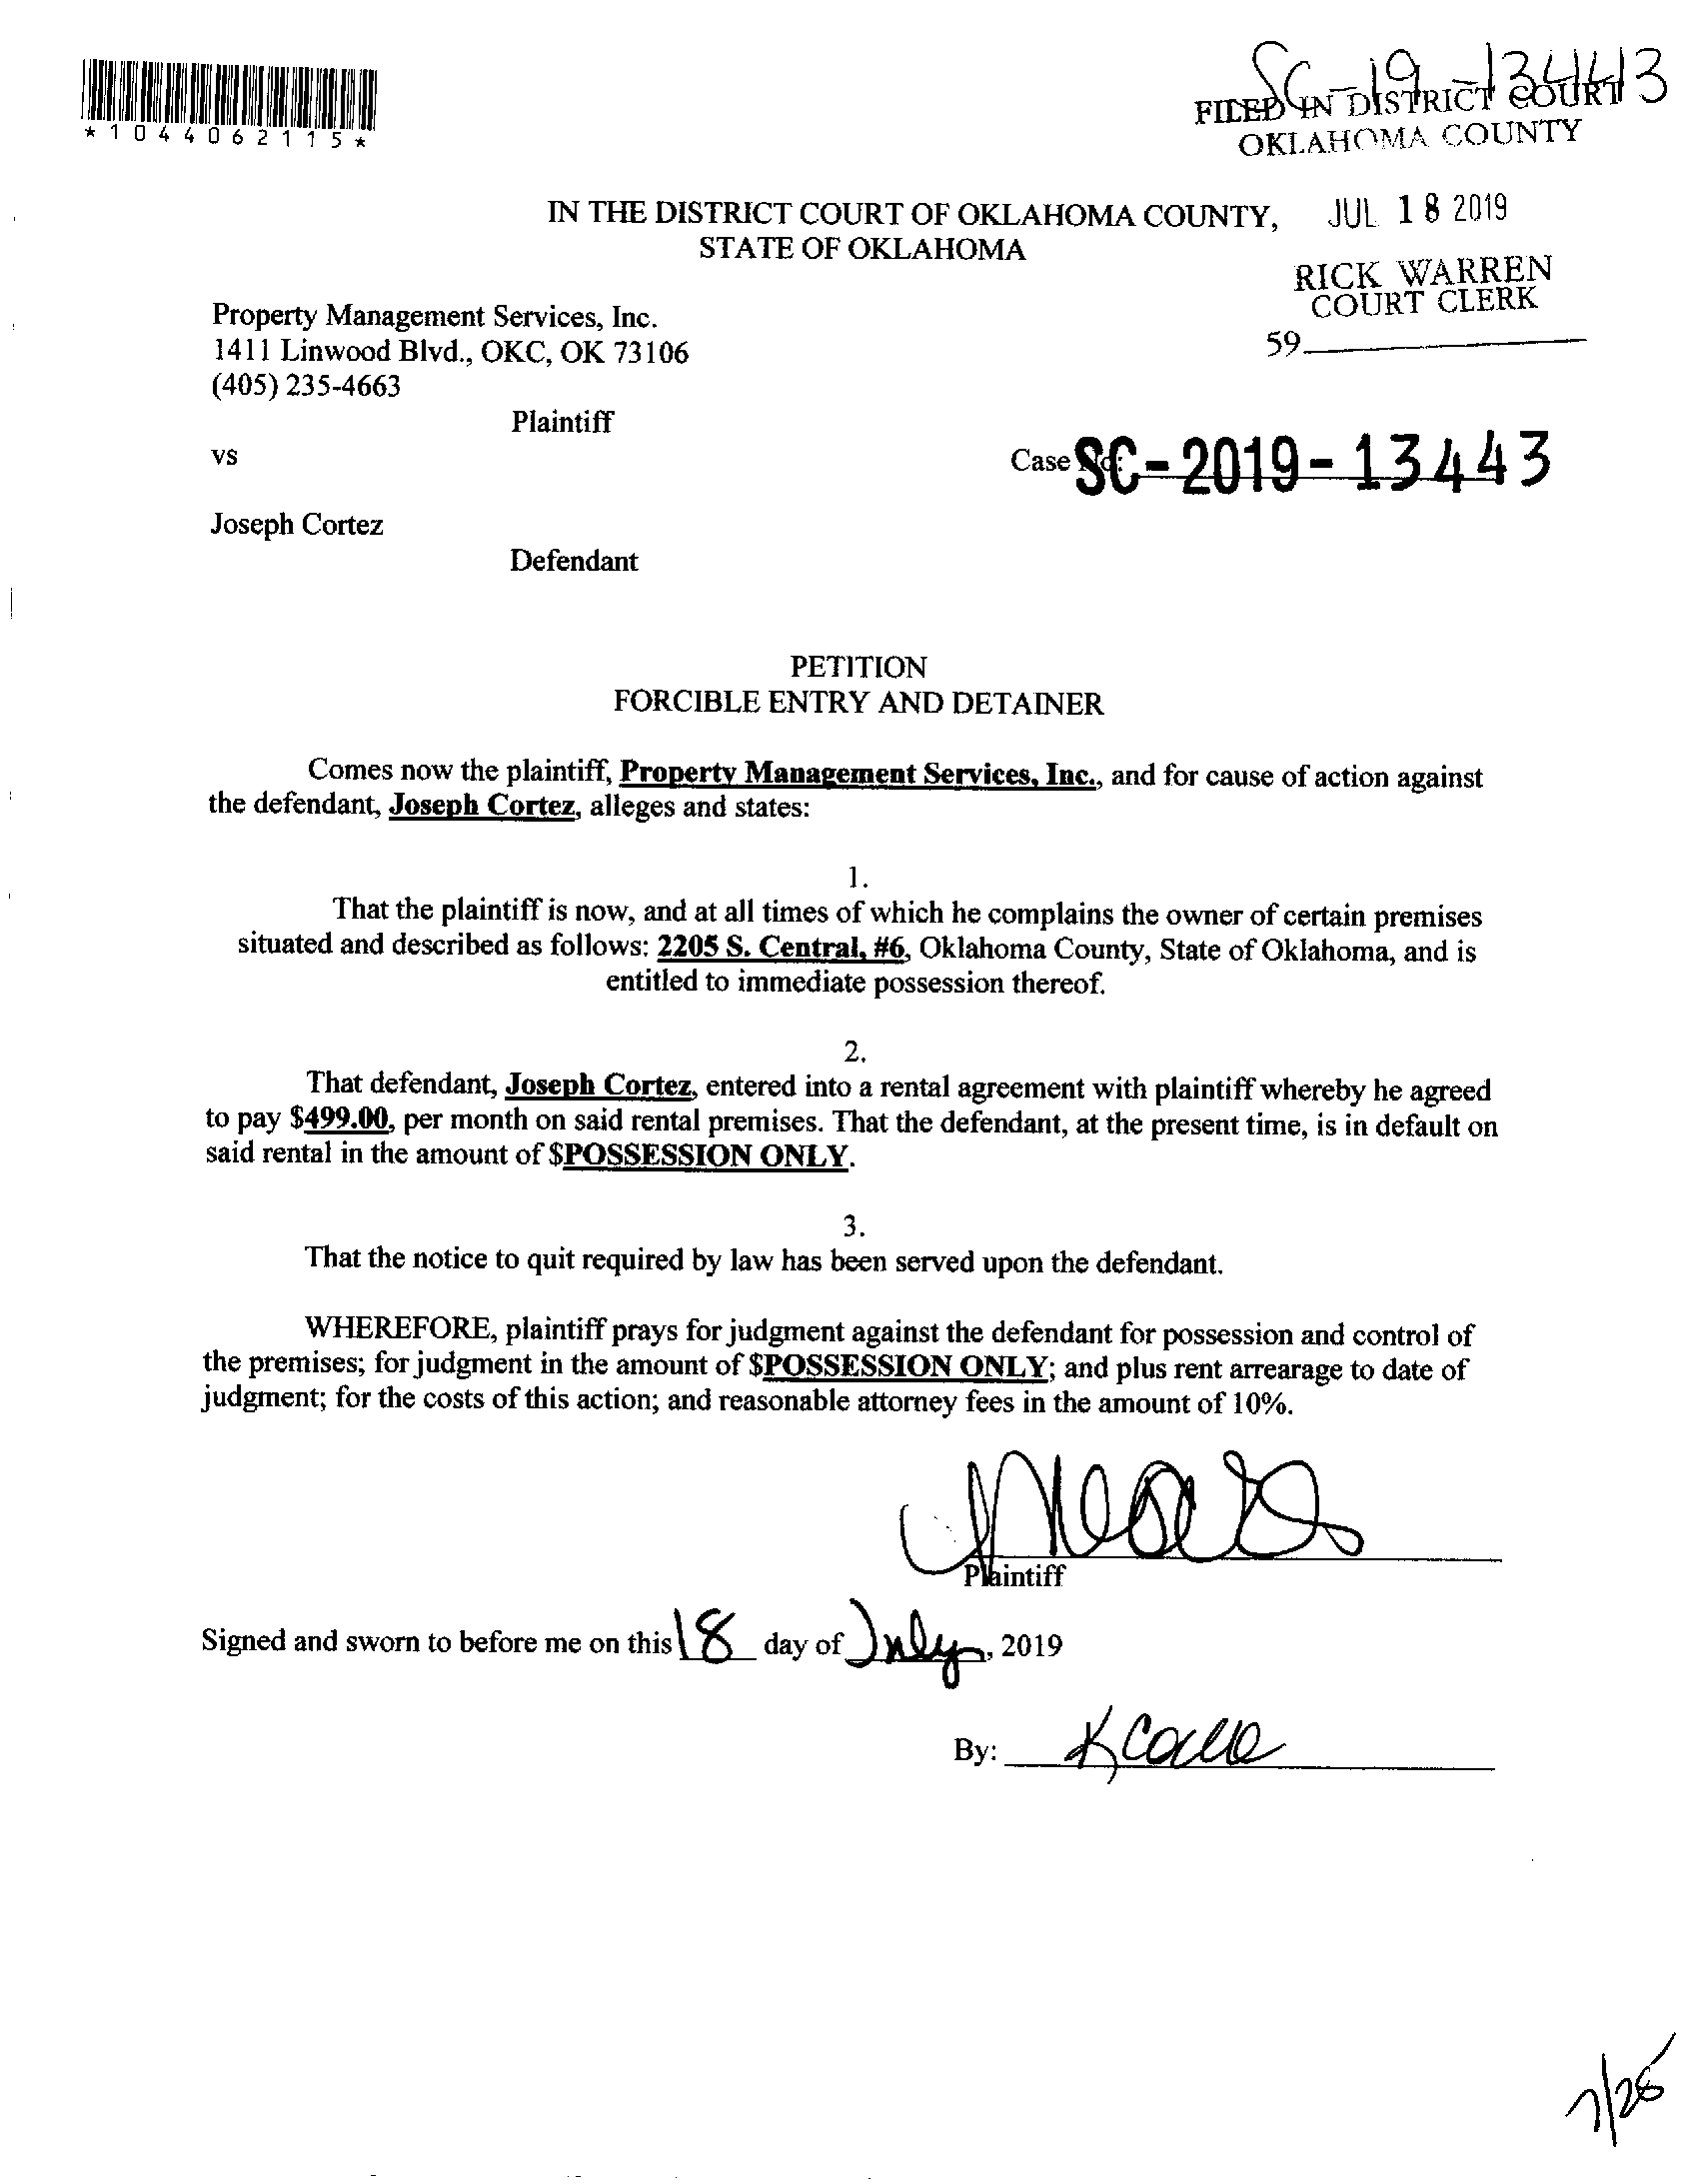 SC-19-13443
*1044062115*
FILED IN DISTRICT COURT
OKLAHOMA COUNTY
IN THE DISTRICT COURT OF OKLAHOMA COUNTY,
STATE OF OKLAHOMA
JUL 18 2019
RICK WARREN
COURT CLERK
59
Property Management Services, Inc.
1411 Linwood Blvd., OKC, OK 73106
(405) 235-4663
Plaintiff
vs
Case No: SC-2019-13443
Joseph Cortez
Defendant
PETITION
FORCIBLE ENTRY AND DETAINER
Comes now the plaintiff, Property Management Services, Inc., and for cause of action against
the defendant, Joseph Cortez, alleges and states:
1.
That the plaintiff is now, and at all times of which he complains the owner of certain premises
situated and described as follows: 2205 S. Central, #6, Oklahoma County, State of Oklahoma, and is
entitled to immediate possession thereof.
2.
That defendant, Joseph Cortez, entered into a rental agreement with plaintiff whereby he agreed
to pay $499.00, per month on said rental premises. That the defendant, at the present time, is in default on
said rental in the amount of $POSSESSION ONLY.
3.
That the notice to quit required by law has been served upon the defendant.
WHEREFORE, plaintiff prays for judgment against the defendant for possession and control of
the premises; for judgment in the amount of $POSSESSION ONLY; and plus rent arrearage to date of
judgment; for the costs of this action; and reasonable attorney fees in the amount of 10%.
Plaintiff
Signed and sworn to before me on this 18 day of July, 2019
By: